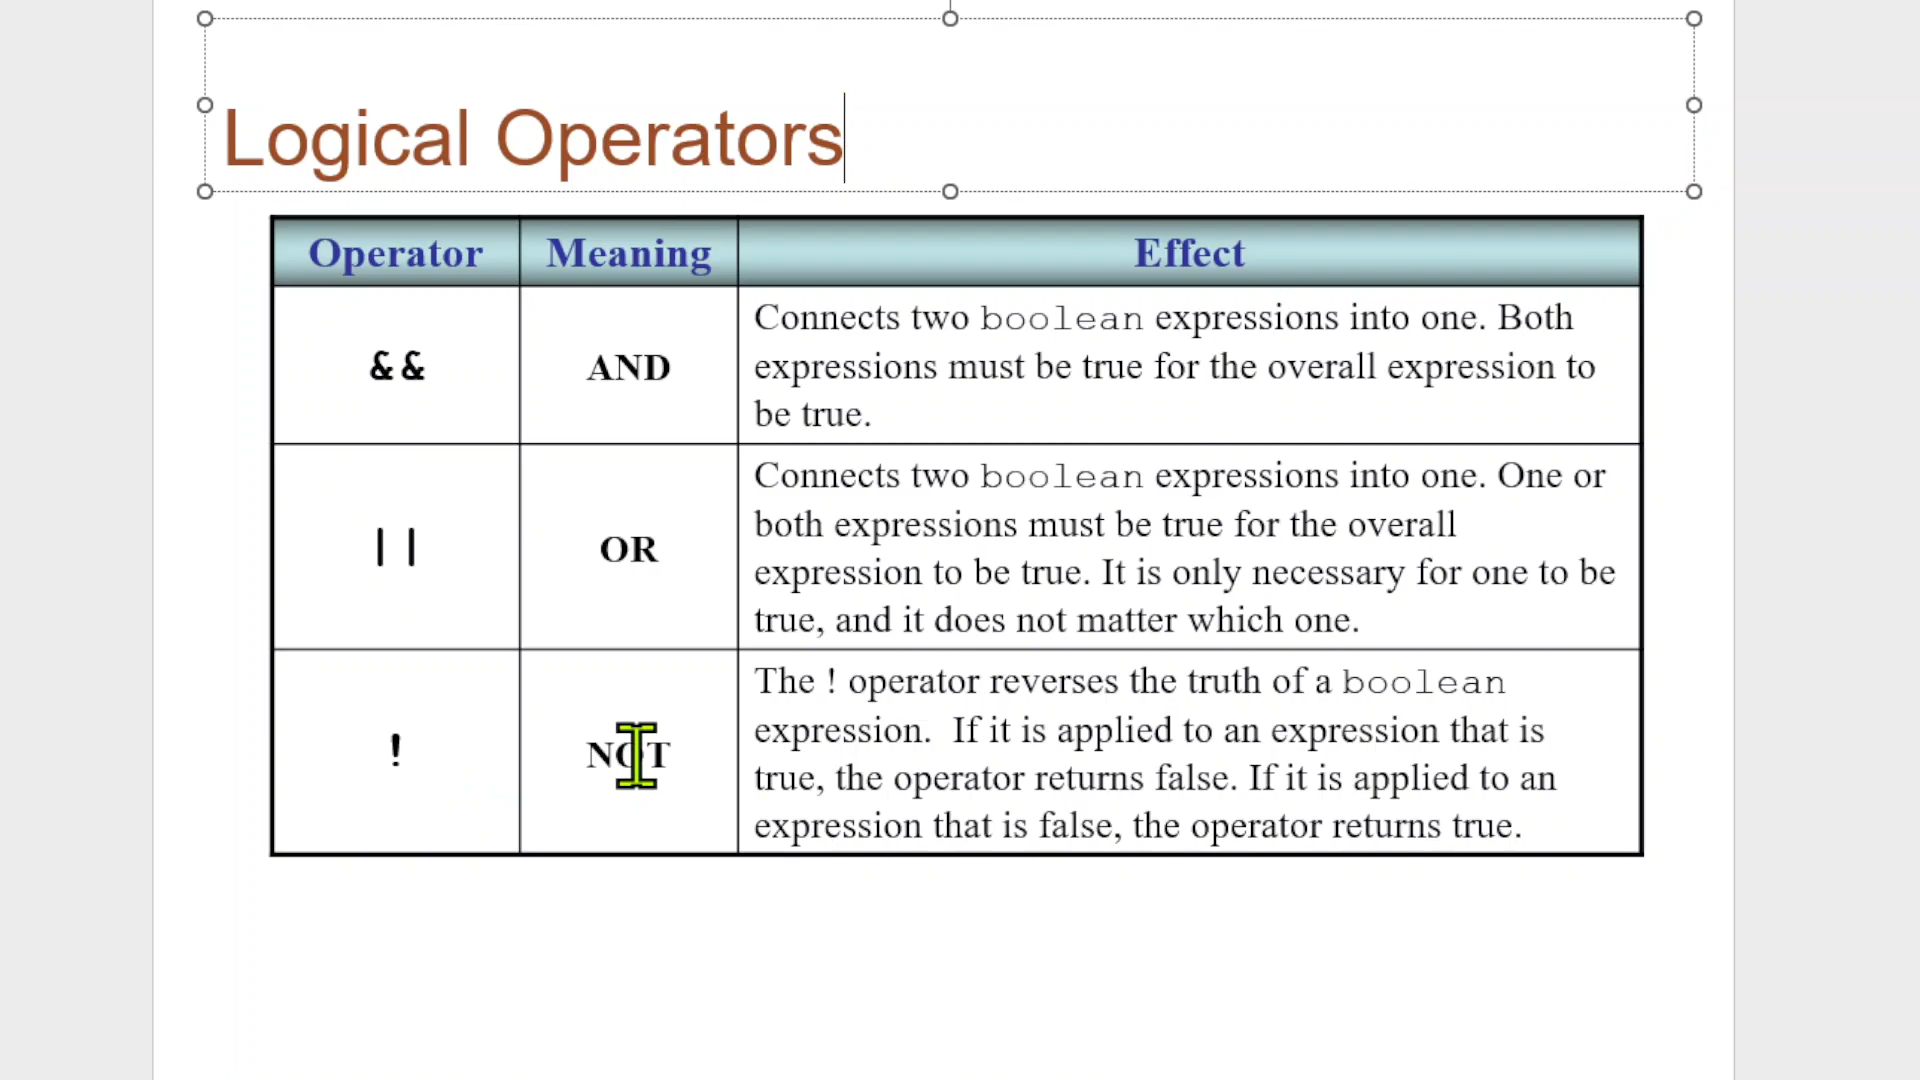 Logical Operators
Operator Meaning Effect
&& AND
Connects two boolean expressions into one. Both
expressions must be true for the overall expression to
be true.
|| OR
Connects two boolean expressions into one. One or
both expressions must be true for the overall
expression to be true. It is only necessary for one to be
true, and it does not matter which one.
! NOT
The ! operator reverses the truth of a boolean
expression.  If it is applied to an expression that is
true, the operator returns false. If it is applied to an
expression that is false, the operator returns true.